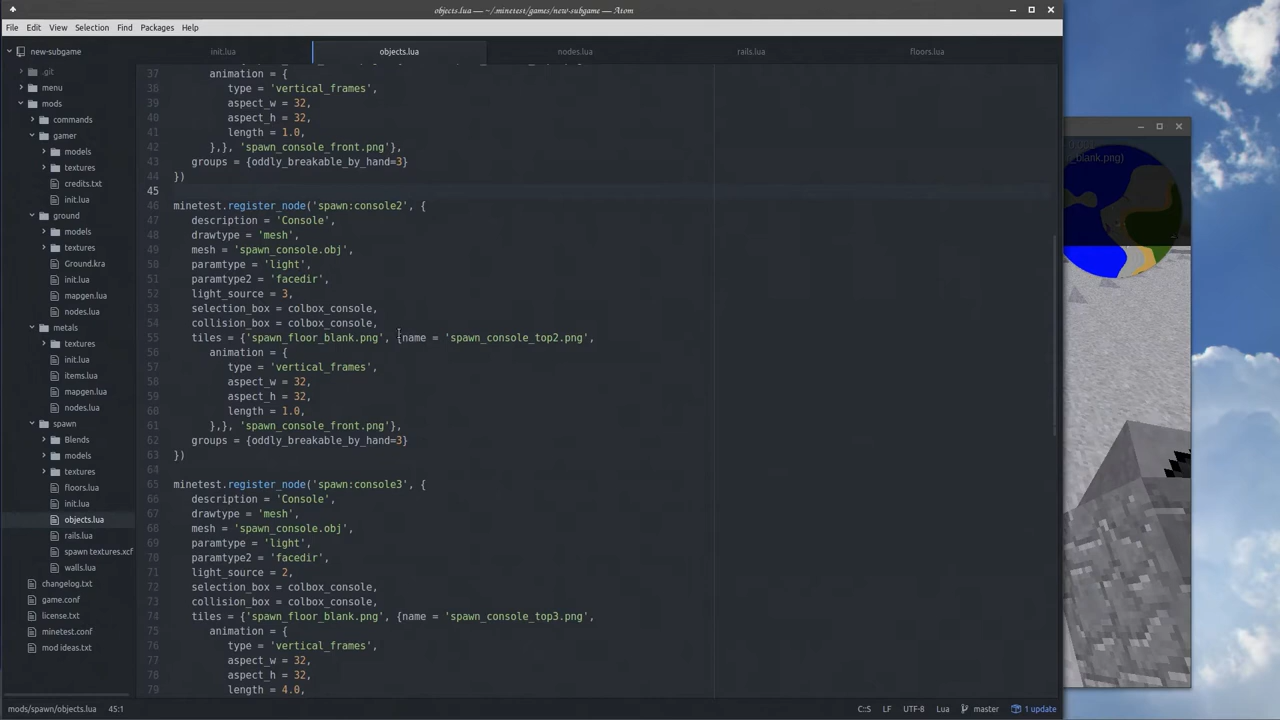 objects.lua — ~/.minetest/games/new-subgame — Atom
File Edit View Selection Find Packages Help
new-subgame
init.lua objects.lua nodes.lua rails.lua floors.lua
.git
menu
mods
commands
gamer
models
textures
credits.txt
init.lua
ground
models
textures
Ground.kra
init.lua
mapgen.lua
nodes.lua
metals
textures
init.lua
items.lua
mapgen.lua
nodes.lua
spawn
Blends
models
textures
floors.lua
init.lua
objects.lua
rails.lua
spawn textures.xcf
walls.lua
changelog.txt
game.conf
license.txt
minetest.conf
mod ideas.txt
37 animation = {
38 type = 'vertical_frames',
39 aspect_w = 32,
40 aspect_h = 32,
41 length = 1.0,
42 },}, 'spawn_console_front.png'},
43 groups = {oddly_breakable_by_hand=3}
44 })
45
46 minetest.register_node('spawn:console2', {
47 description = 'Console',
48 drawtype = 'mesh',
49 mesh = 'spawn_console.obj',
50 paramtype = 'light',
51 paramtype2 = 'facedir',
52 light_source = 3,
53 selection_box = colbox_console,
54 collision_box = colbox_console,
55 tiles = {'spawn_floor_blank.png', {name = 'spawn_console_top2.png',
56 animation = {
57 type = 'vertical_frames',
58 aspect_w = 32,
59 aspect_h = 32,
60 length = 1.0,
61 },}, 'spawn_console_front.png'},
62 groups = {oddly_breakable_by_hand=3}
63 })
64
65 minetest.register_node('spawn:console3', {
66 description = 'Console',
67 drawtype = 'mesh',
68 mesh = 'spawn_console.obj',
69 paramtype = 'light',
70 paramtype2 = 'facedir',
71 light_source = 2,
72 selection_box = colbox_console,
73 collision_box = colbox_console,
74 tiles = {'spawn_floor_blank.png', {name = 'spawn_console_top3.png',
75 animation = {
76 type = 'vertical_frames',
77 aspect_w = 32,
78 aspect_h = 32,
79 length = 4.0,
_blank.png)
mods/spawn/objects.lua 45:1 C::S LF UTF-8 Lua master 1 update